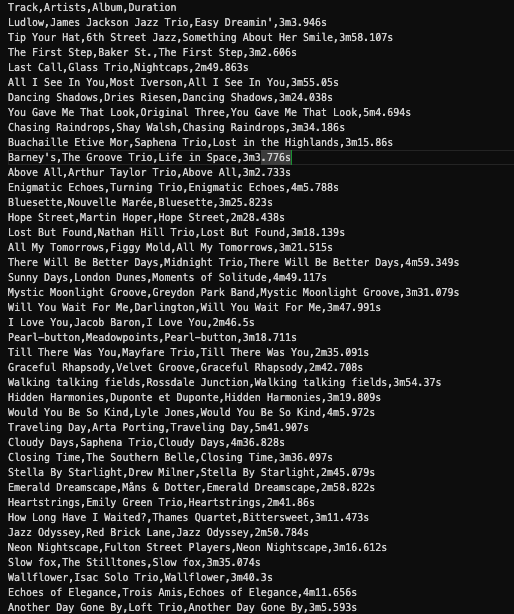 Track,Artists,Album,Duration
Ludlow,James Jackson Jazz Trio,Easy Dreamin',3m3.946s
Tip Your Hat,6th Street Jazz,Something About Her Smile,3m58.107s
The First Step,Baker St.,The First Step,3m2.606s
Last Call,Glass Trio,Nightcaps,2m49.863s
All I See In You,Most Iverson,All I See In You,3m55.05s
Dancing Shadows,Dries Riesen,Dancing Shadows,3m24.038s
You Gave Me That Look,Original Three,You Gave Me That Look,5m4.694s
Chasing Raindrops,Shay Walsh,Chasing Raindrops,3m34.186s
Buachaille Etive Mor,Saphena Trio,Lost in the Highlands,3m15.86s
Barney's,The Groove Trio,Life in Space,3m3.776s
Above All,Arthur Taylor Trio,Above All,3m2.733s
Enigmatic Echoes,Turning Trio,Enigmatic Echoes,4m5.788s
Bluesette,Nouvelle Marée,Bluesette,3m25.823s
Hope Street,Martin Hoper,Hope Street,2m28.438s
Lost But Found,Nathan Hill Trio,Lost But Found,3m18.139s
All My Tomorrows,Figgy Mold,All My Tomorrows,3m21.515s
There Will Be Better Days,Midnight Trio,There Will Be Better Days,4m59.349s
Sunny Days,London Dunes,Moments of Solitude,4m49.117s
Mystic Moonlight Groove,Greydon Park Band,Mystic Moonlight Groove,3m31.079s
Will You Wait For Me,Darlington,Will You Wait For Me,3m47.991s
I Love You,Jacob Baron,I Love You,2m46.5s
Pearl-button,Meadowpoints,Pearl-button,3m18.711s
Till There Was You,Mayfare Trio,Till There Was You,2m35.091s
Graceful Rhapsody,Velvet Groove,Graceful Rhapsody,2m42.708s
Walking talking fields,Rossdale Junction,Walking talking fields,3m54.37s
Hidden Harmonies,Duponte et Duponte,Hidden Harmonies,3m19.809s
Would You Be So Kind,Lyle Jones,Would You Be So Kind,4m5.972s
Traveling Day,Arta Porting,Traveling Day,5m41.907s
Cloudy Days,Saphena Trio,Cloudy Days,4m36.828s
Closing Time,The Southern Belle,Closing Time,3m36.097s
Stella By Starlight,Drew Milner,Stella By Starlight,2m45.079s
Emerald Dreamscape,Måns & Dotter,Emerald Dreamscape,2m58.822s
Heartstrings,Emily Green Trio,Heartstrings,2m41.86s
How Long Have I Waited?,Thames Quartet,Bittersweet,3m11.473s
Jazz Odyssey,Red Brick Lane,Jazz Odyssey,2m50.784s
Neon Nightscape,Fulton Street Players,Neon Nightscape,3m16.612s
Slow fox,The Stilltones,Slow fox,3m35.074s
Wallflower,Isac Solo Trio,Wallflower,3m40.3s
Echoes of Elegance,Trois Amis,Echoes of Elegance,4m11.656s
Another Day Gone By,Loft Trio,Another Day Gone By,3m5.593s